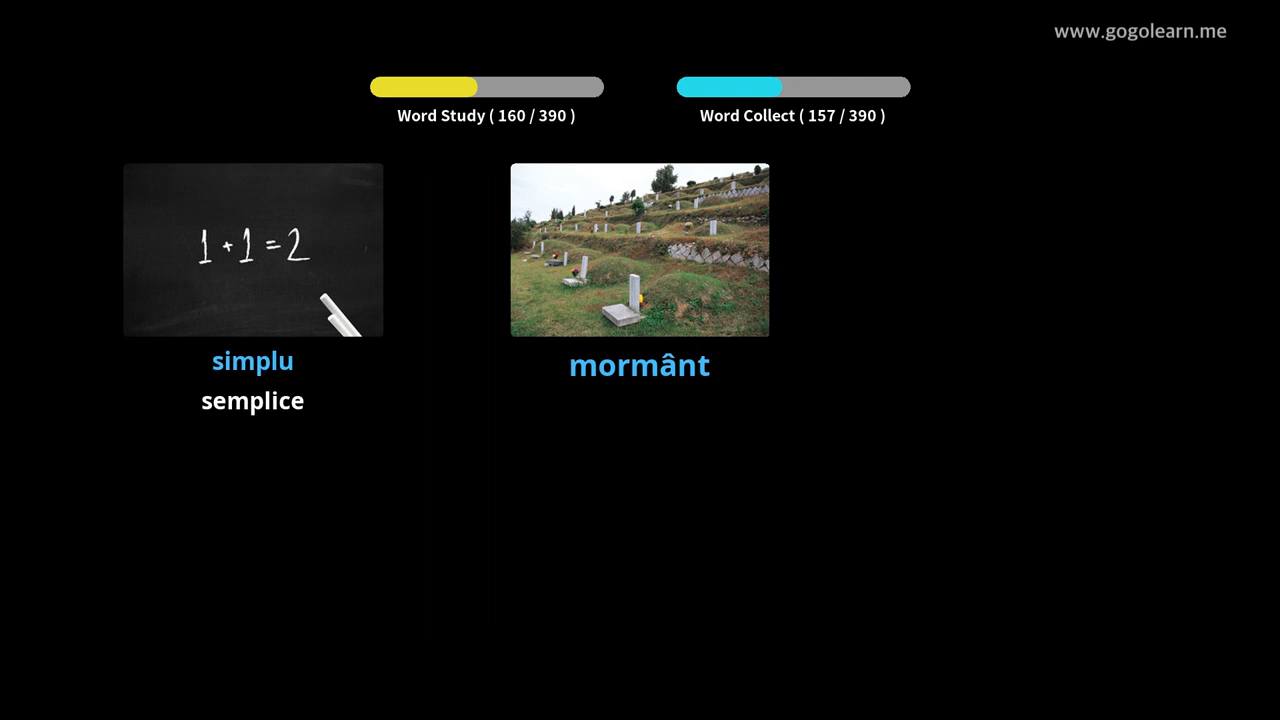 www.gogolearn.me
Word Study ( 160 / 390 )
Word Collect ( 157 / 390 )
1 + 1 = 2
simplu
semplice
mormânt